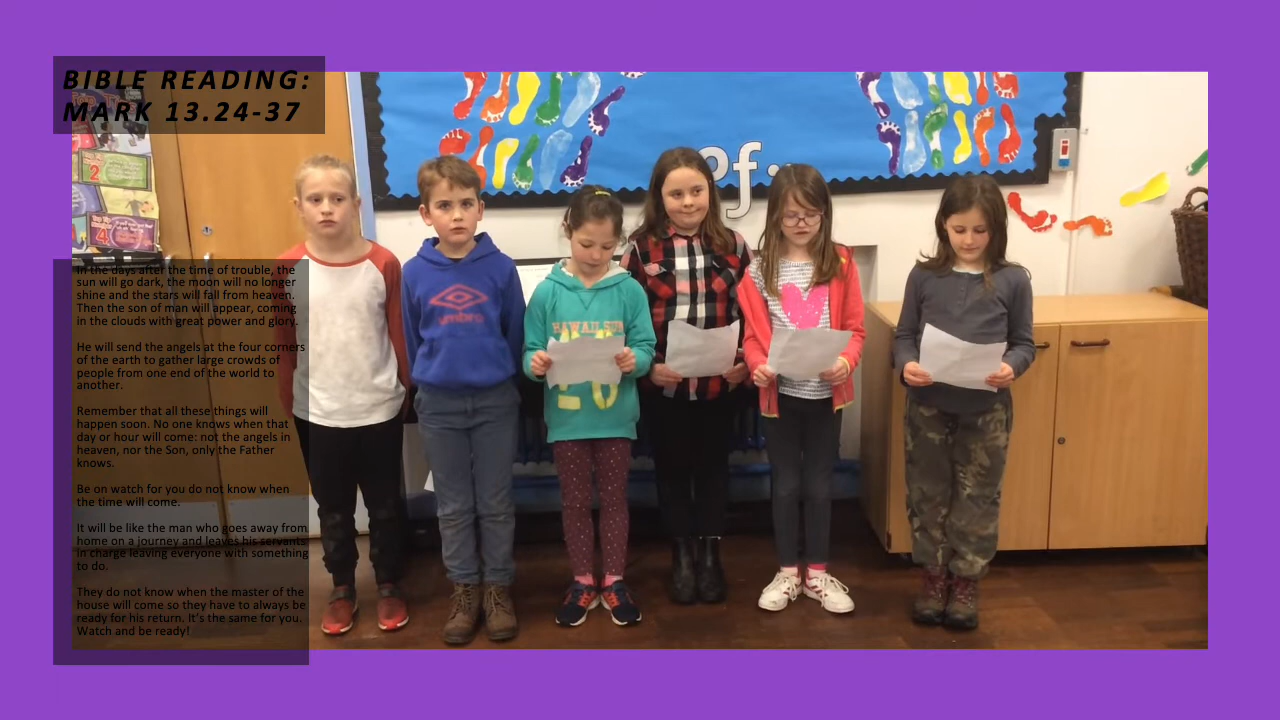 BIBLE READING:
MARK 13.24-37
In the days after the time of trouble, the
sun will go dark, the moon will no longer
shine and the stars will fall from heaven.
Then the son of man will appear, coming
in the clouds with great power and glory.
He will send the angels at the four corners
of the earth to gather large crowds of
people from one end of the world to
another.
Remember that all these things will
happen soon. No one knows when that
day or hour will come: not the angels in
heaven, nor the Son, only the Father
knows.
Be on watch for you do not know when
the time will come.
It will be like the man who goes away from
home on a journey and leaves his servants
in charge leaving everyone with something
to do.
They do not know when the master of the
house will come so they have to always be
ready for his return. It's the same for you.
Watch and be ready!
of
2
4
umbro
HAWAII